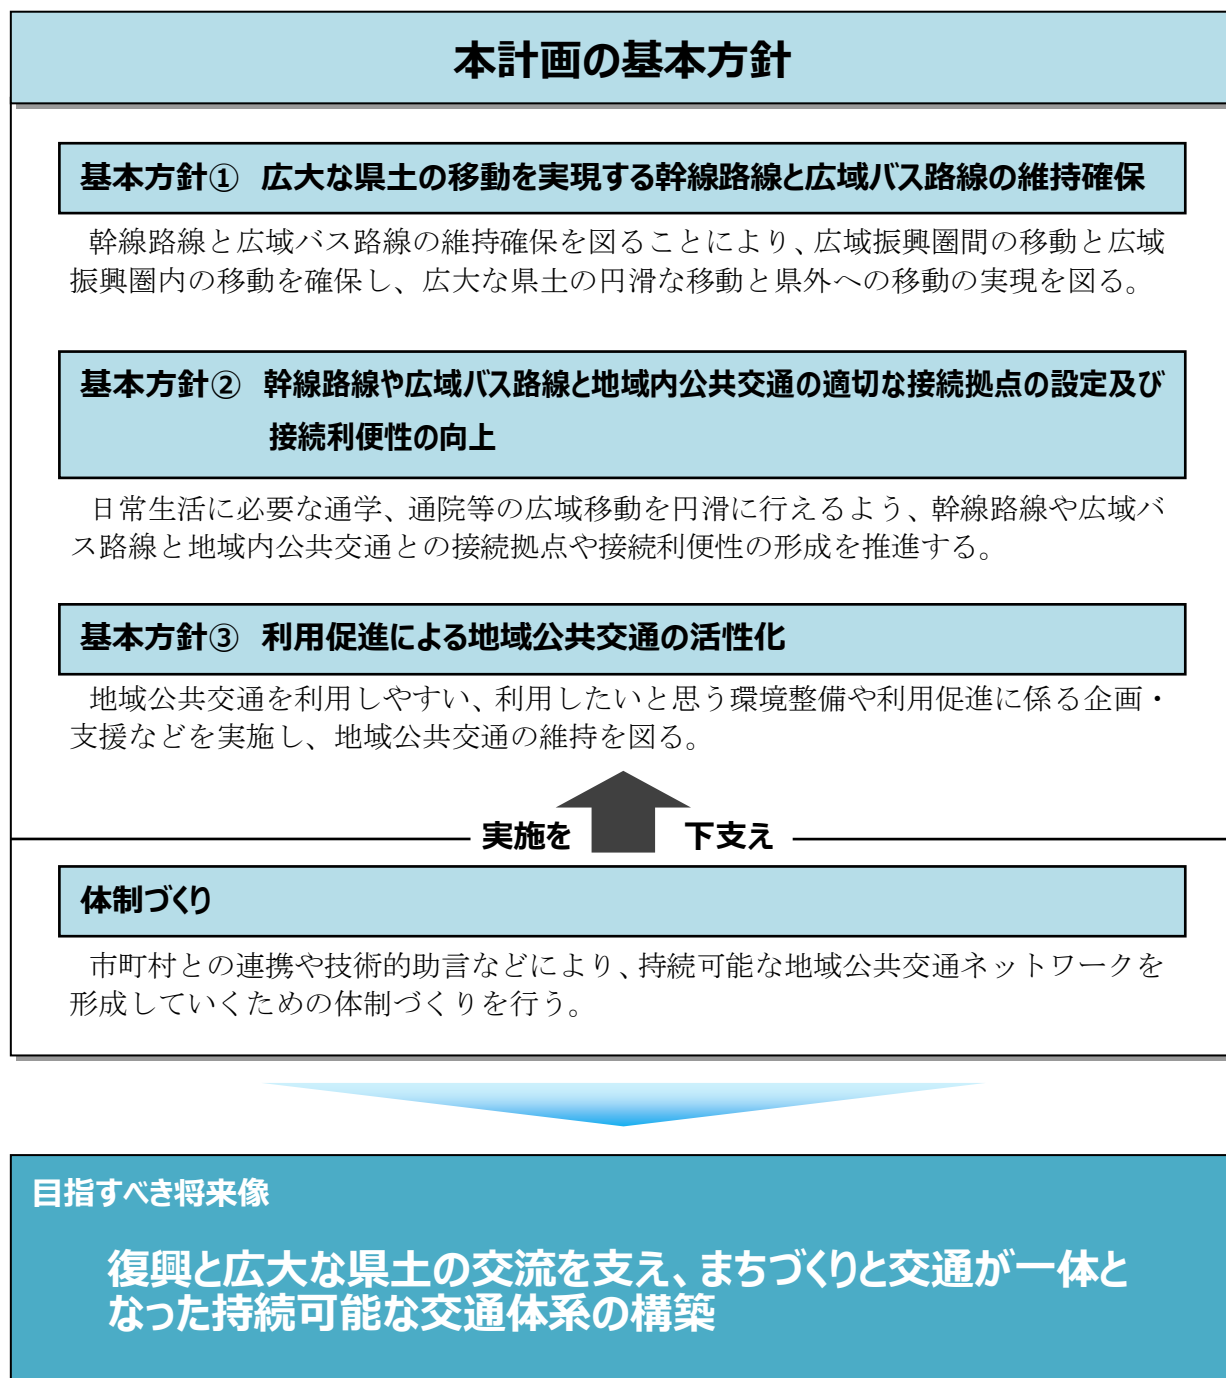 本計画の基本方針
基本方針① 広大な県土の移動を実現する幹線路線と広域バス路線の維持確保
幹線路線と広域バス路線の維持確保を図ることにより、広域振興圏間の移動と広域
振興圏内の移動を確保し、広大な県土の円滑な移動と県外への移動の実現を図る。
基本方針② 幹線路線や広域バス路線と地域内公共交通の適切な接続拠点の設定及び
接続利便性の向上
日常生活に必要な通学、通院等の広域移動を円滑に行えるよう、幹線路線や広域バ
ス路線と地域内公共交通との接続拠点や接続利便性の形成を推進する。
基本方針③ 利用促進による地域公共交通の活性化
地域公共交通を利用しやすい、利用したいと思う環境整備や利用促進に係る企画・
支援などを実施し、地域公共交通の維持を図る。
実施を 下支え
体制づくり
市町村との連携や技術的助言などにより、持続可能な地域公共交通ネットワークを
形成していくための体制づくりを行う。
目指すべき将来像
復興と広大な県土の交流を支え、まちづくりと交通が一体と
なった持続可能な交通体系の構築